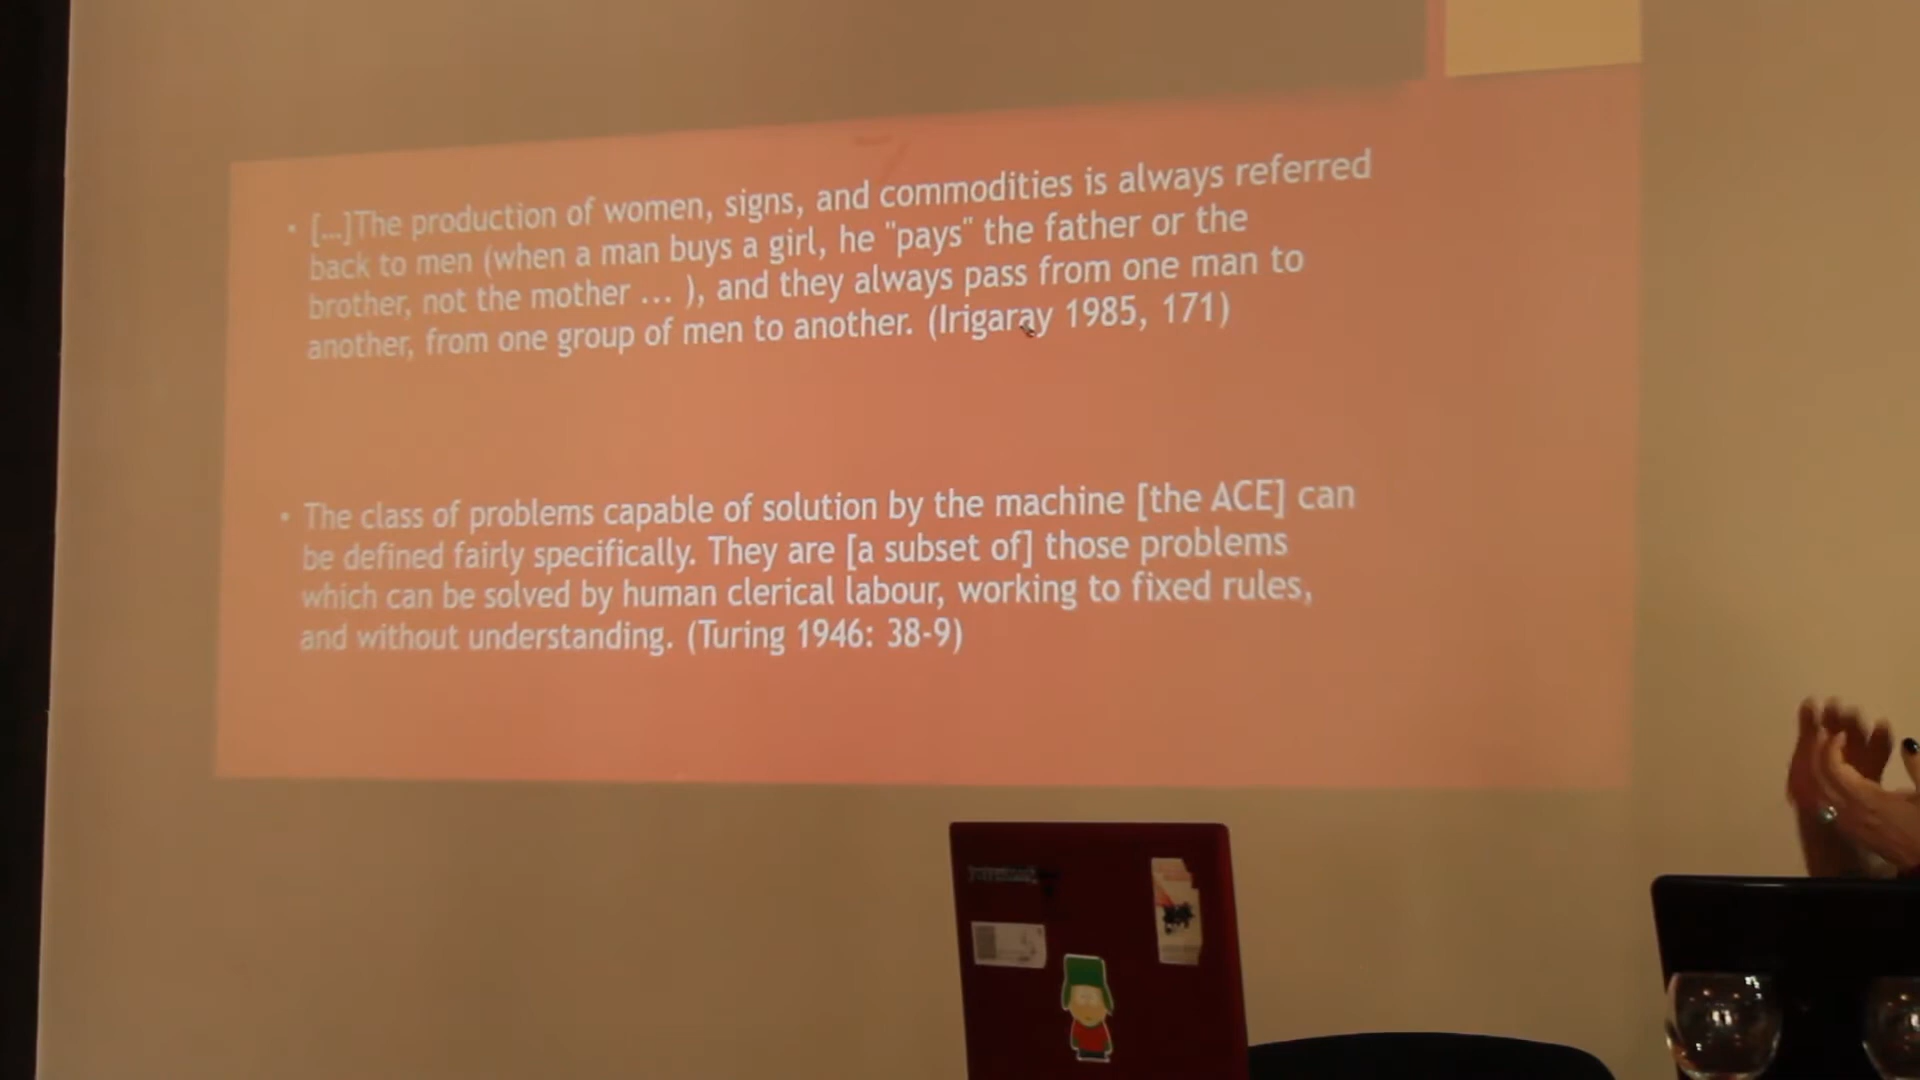 • […]The production of women, signs, and commodities is always referred
back to men (when a man buys a girl, he "pays" the father or the
brother, not the mother ... ), and they always pass from one man to
another, from one group of men to another. (Irigaray 1985, 171)
• The class of problems capable of solution by the machine [the ACE] can
be defined fairly specifically. They are [a subset of] those problems
which can be solved by human clerical labour, working to fixed rules,
and without understanding. (Turing 1946: 38-9)